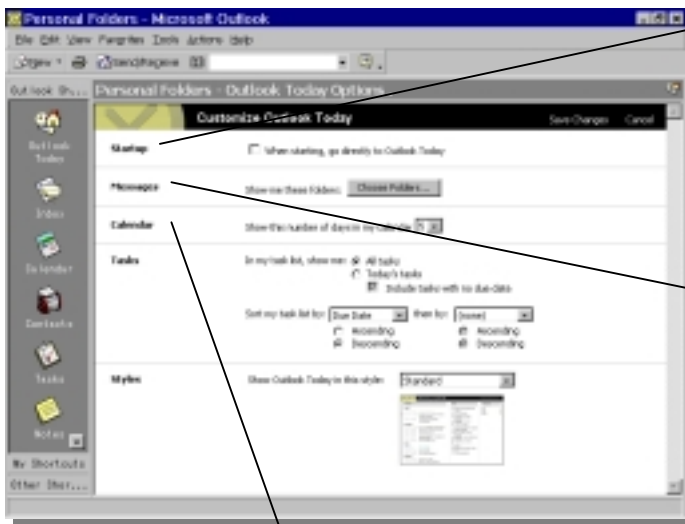 Personal Folders - Microsoft Outlook
File Edit View Favorites Tools Actions Help
New Send/Receive
Outlook Sh... Personal Folders - Outlook Today Options
Customize Outlook Today Save Changes Cancel
Outlook Today
Startup When starting, go directly to Outlook Today
Inbox
Messages Show me these folders: Choose Folders...
Calendar Show this number of days in my calendar 5
Calendar
Tasks In my task list, show me: All tasks
Today's tasks
Include tasks with no due date
Contacts
Sort my task list by: Due Date then by: (none)
Ascending Ascending
Descending Descending
Tasks
Styles Show Outlook Today in this style: Standard
Notes
My Shortcuts
Other Shor...